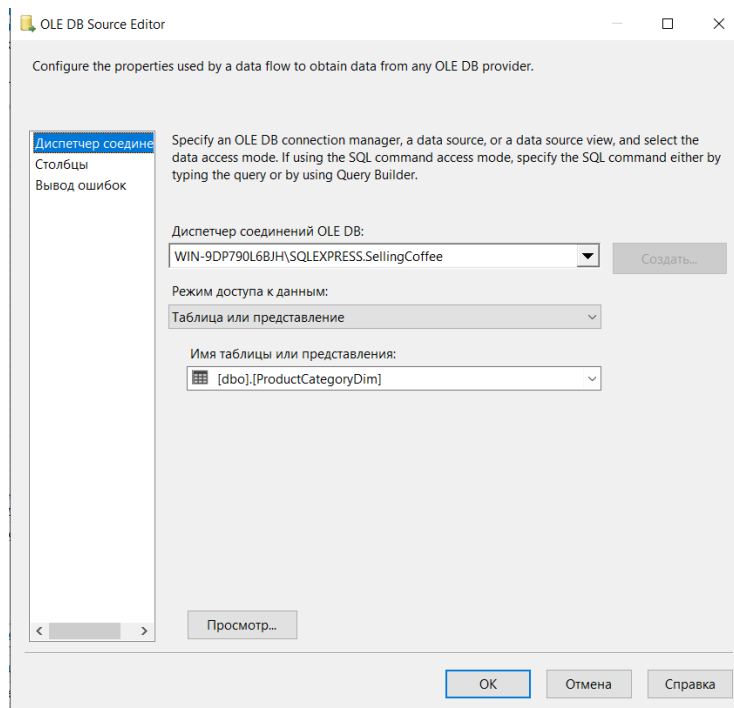 OLE DB Source Editor
Configure the properties used by a data flow to obtain data from any OLE DB provider.
Диспетчер соедине
Столбцы
Вывод ошибок
Specify an OLE DB connection manager, a data source, or a data source view, and select the
data access mode. If using the SQL command access mode, specify the SQL command either by
typing the query or by using Query Builder.
Диспетчер соединений OLE DB:
WIN-9DP790L6BJH\SQLEXPRESS.SellingCoffee
Создать...
Режим доступа к данным:
Таблица или представление
Имя таблицы или представления:
[dbo].[ProductCategoryDim]
Просмотр...
OK
Отмена
Справка